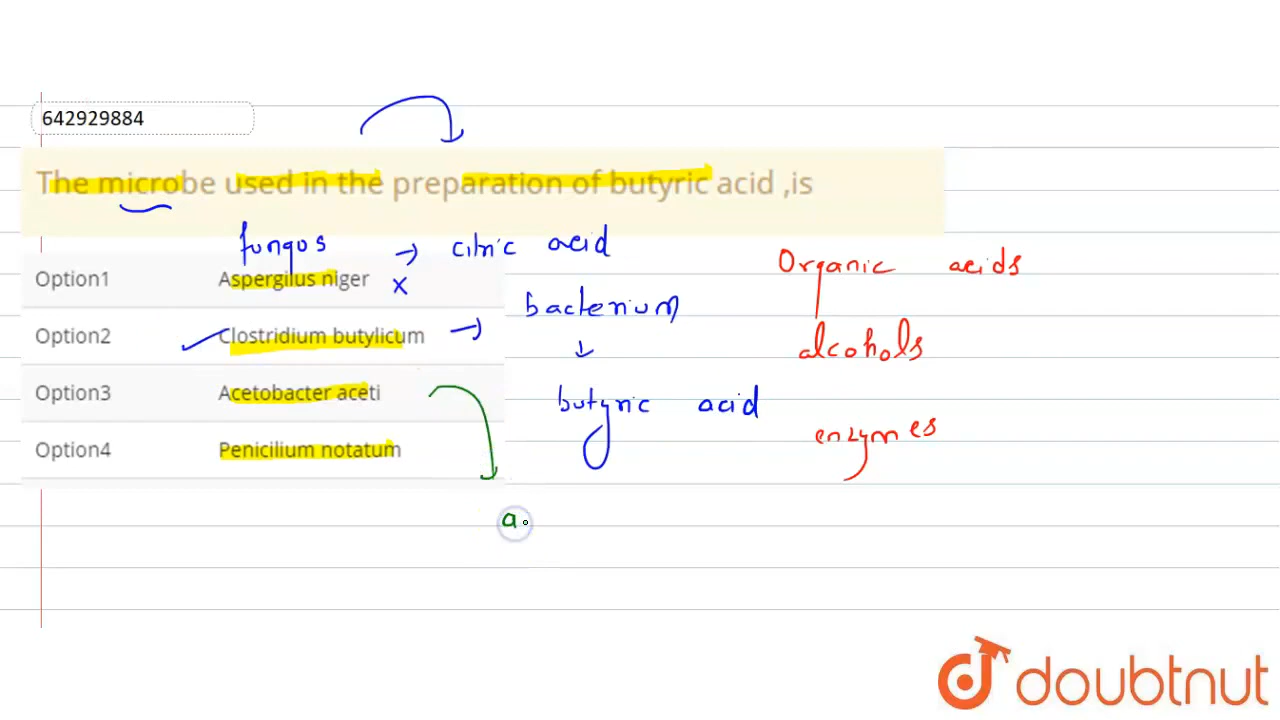 642929884
The microbe used in the preparation of butyric acid ,is
fungos → citric acid
Option1 Aspergilus niger x
Organic acids
bacterium
Option2 Clostridium butylicum →
alcohols
Option3 Acetobacter aceti
butyric acid
enzymes
Option4 Penicilium notatum
a
doubtnut